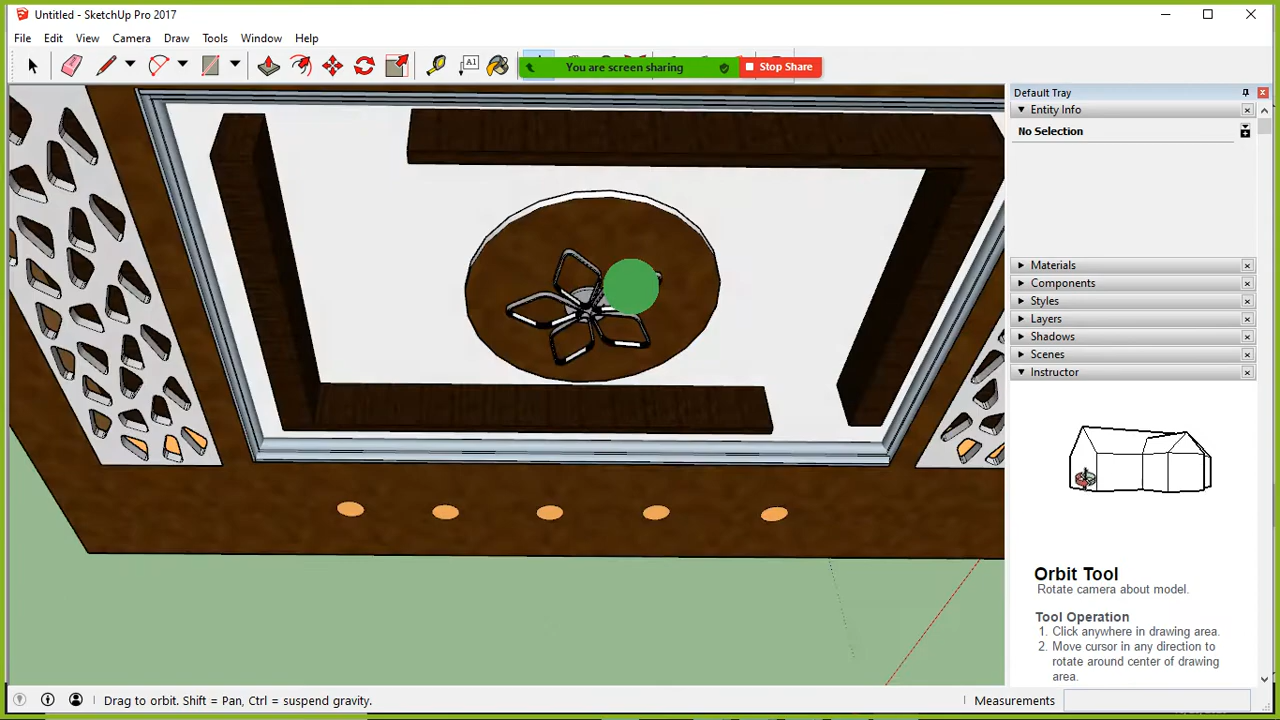 Untitled - SketchUp Pro 2017
File Edit View Camera Draw Tools Window Help
A1
You are screen sharing Stop Share
Default Tray
Entity Info
No Selection
Materials
Components
Styles
Layers
Shadows
Scenes
Instructor
Orbit Tool
Rotate camera about model.
Tool Operation
1. Click anywhere in drawing area.
2. Move cursor in any direction to
rotate around center of drawing
area.
Drag to orbit. Shift = Pan, Ctrl = suspend gravity.
Measurements